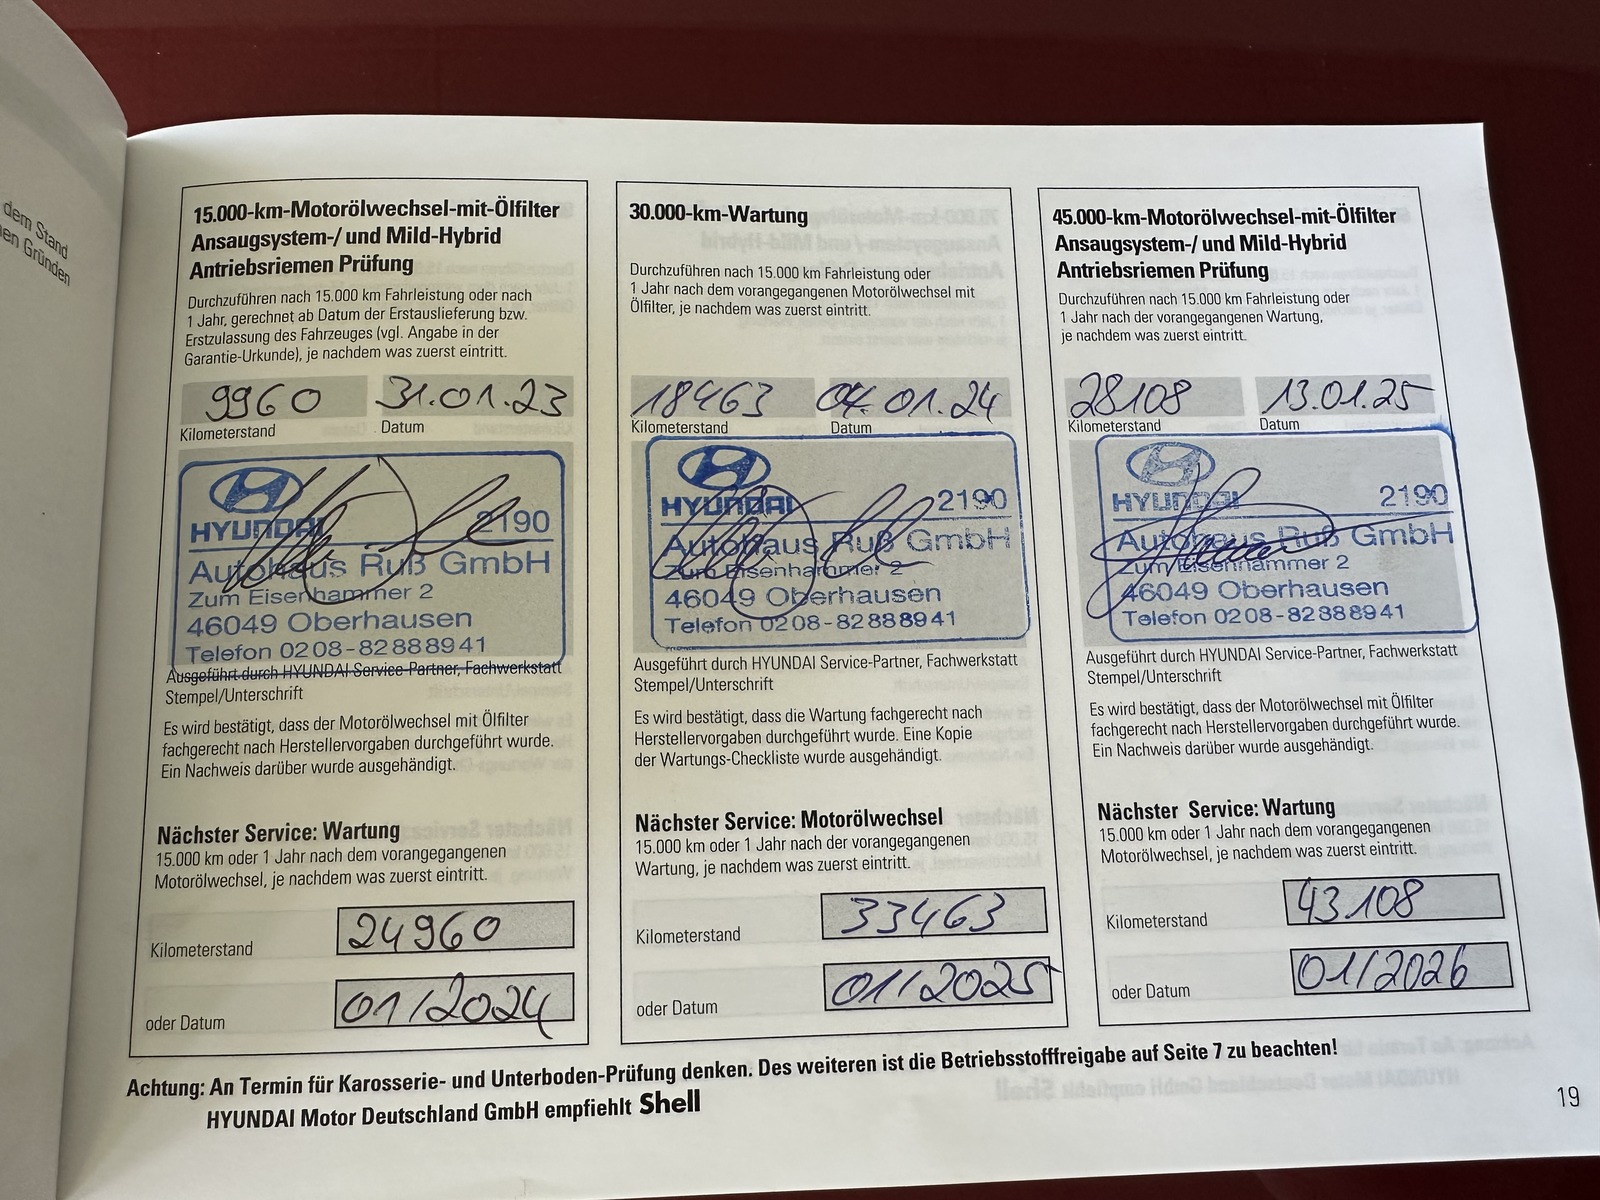 dem Stand
en Gründen
15.000-km-Motorölwechsel-mit-Ölfilter
Ansaugsystem-/ und Mild-Hybrid
Antriebsriemen Prüfung
Durchzuführen nach 15.000 km Fahrleistung oder nach
1 Jahr, gerechnet ab Datum der Erstauslieferung bzw.
Erstzulassung des Fahrzeuges (vgl. Angabe in der
Garantie-Urkunde), je nachdem was zuerst eintritt.
9960 31.01.23
Kilometerstand Datum
HYUNDAI 2190
Autohaus Ruß GmbH
Zum Eisenhammer 2
46049 Oberhausen
Telefon 0208-82888941
Ausgeführt durch HYUNDAI Service-Partner, Fachwerkstatt
Stempel/Unterschrift
Es wird bestätigt, dass der Motorölwechsel mit Ölfilter
fachgerecht nach Herstellervorgaben durchgeführt wurde.
Ein Nachweis darüber wurde ausgehändigt.
Nächster Service: Wartung
15.000 km oder 1 Jahr nach dem vorangegangenen
Motorölwechsel, je nachdem was zuerst eintritt.
Kilometerstand 24960
oder Datum 01/2024
30.000-km-Wartung
Durchzuführen nach 15.000 km Fahrleistung oder
1 Jahr nach dem vorangegangenen Motorölwechsel mit
Ölfilter, je nachdem was zuerst eintritt.
18463 04.01.24
Kilometerstand Datum
HYUNDAI 2190
Autohaus Ruß GmbH
Zum Eisenhammer 2
46049 Oberhausen
Telefon 0208-82888941
Ausgeführt durch HYUNDAI Service-Partner, Fachwerkstatt
Stempel/Unterschrift
Es wird bestätigt, dass die Wartung fachgerecht nach
Herstellervorgaben durchgeführt wurde. Eine Kopie
der Wartungs-Checkliste wurde ausgehändigt.
Nächster Service: Motorölwechsel
15.000 km oder 1 Jahr nach der vorangegangenen
Wartung, je nachdem was zuerst eintritt.
Kilometerstand 33463
oder Datum 01/2025
45.000-km-Motorölwechsel-mit-Ölfilter
Ansaugsystem-/ und Mild-Hybrid
Antriebsriemen Prüfung
Durchzuführen nach 15.000 km Fahrleistung oder
1 Jahr nach der vorangegangenen Wartung,
je nachdem was zuerst eintritt.
28108 13.01.25
Kilometerstand Datum
HYUNDAI 2190
Autohaus Ruß GmbH
Zum Eisenhammer 2
46049 Oberhausen
Telefon 0208-82888941
Ausgeführt durch HYUNDAI Service-Partner, Fachwerkstatt
Stempel/Unterschrift
Es wird bestätigt, dass der Motorölwechsel mit Ölfilter
fachgerecht nach Herstellervorgaben durchgeführt wurde.
Ein Nachweis darüber wurde ausgehändigt.
Nächster Service: Wartung
15.000 km oder 1 Jahr nach dem vorangegangenen
Motorölwechsel, je nachdem was zuerst eintritt.
Kilometerstand 43108
oder Datum 01/2026
Achtung: An Termin für Karosserie- und Unterboden-Prüfung denken. Des weiteren ist die Betriebsstofffreigabe auf Seite 7 zu beachten!
HYUNDAI Motor Deutschland GmbH empfiehlt Shell
19